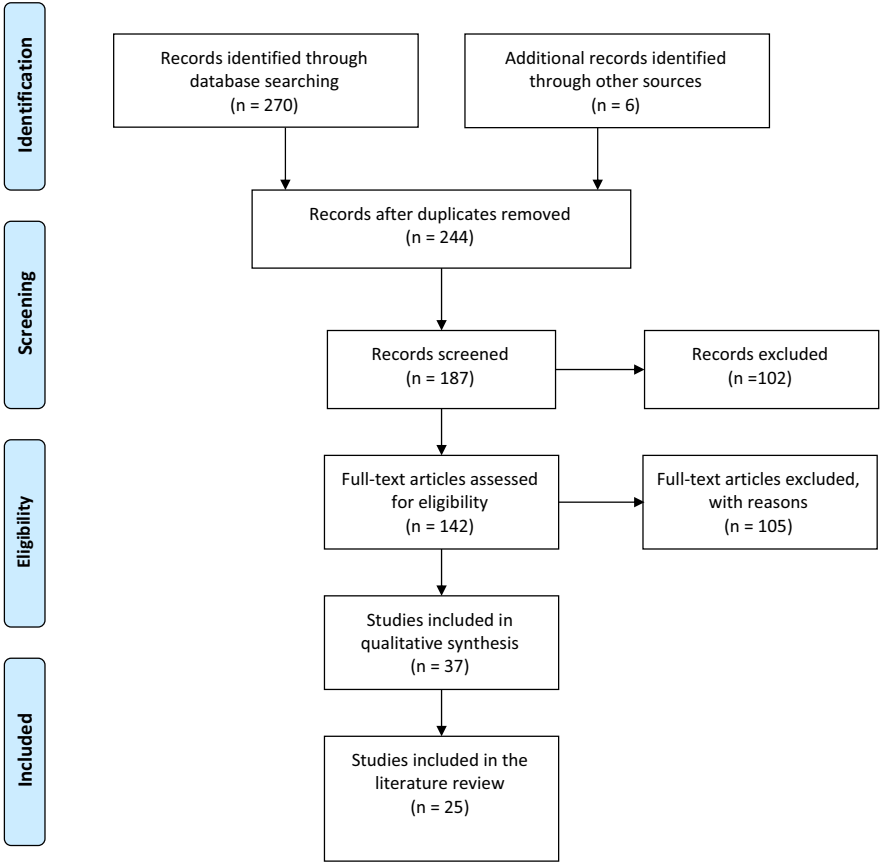 Identification
Records identified through
database searching
(n = 270)
Additional records identified
through other sources
(n = 6)
Records after duplicates removed
(n = 244)
Screening
Records screened
(n = 187)
Records excluded
(n =102)
Eligibility
Full-text articles assessed
for eligibility
(n = 142)
Full-text articles excluded,
with reasons
(n = 105)
Studies included in
qualitative synthesis
(n = 37)
Included
Studies included in the
literature review
(n = 25)